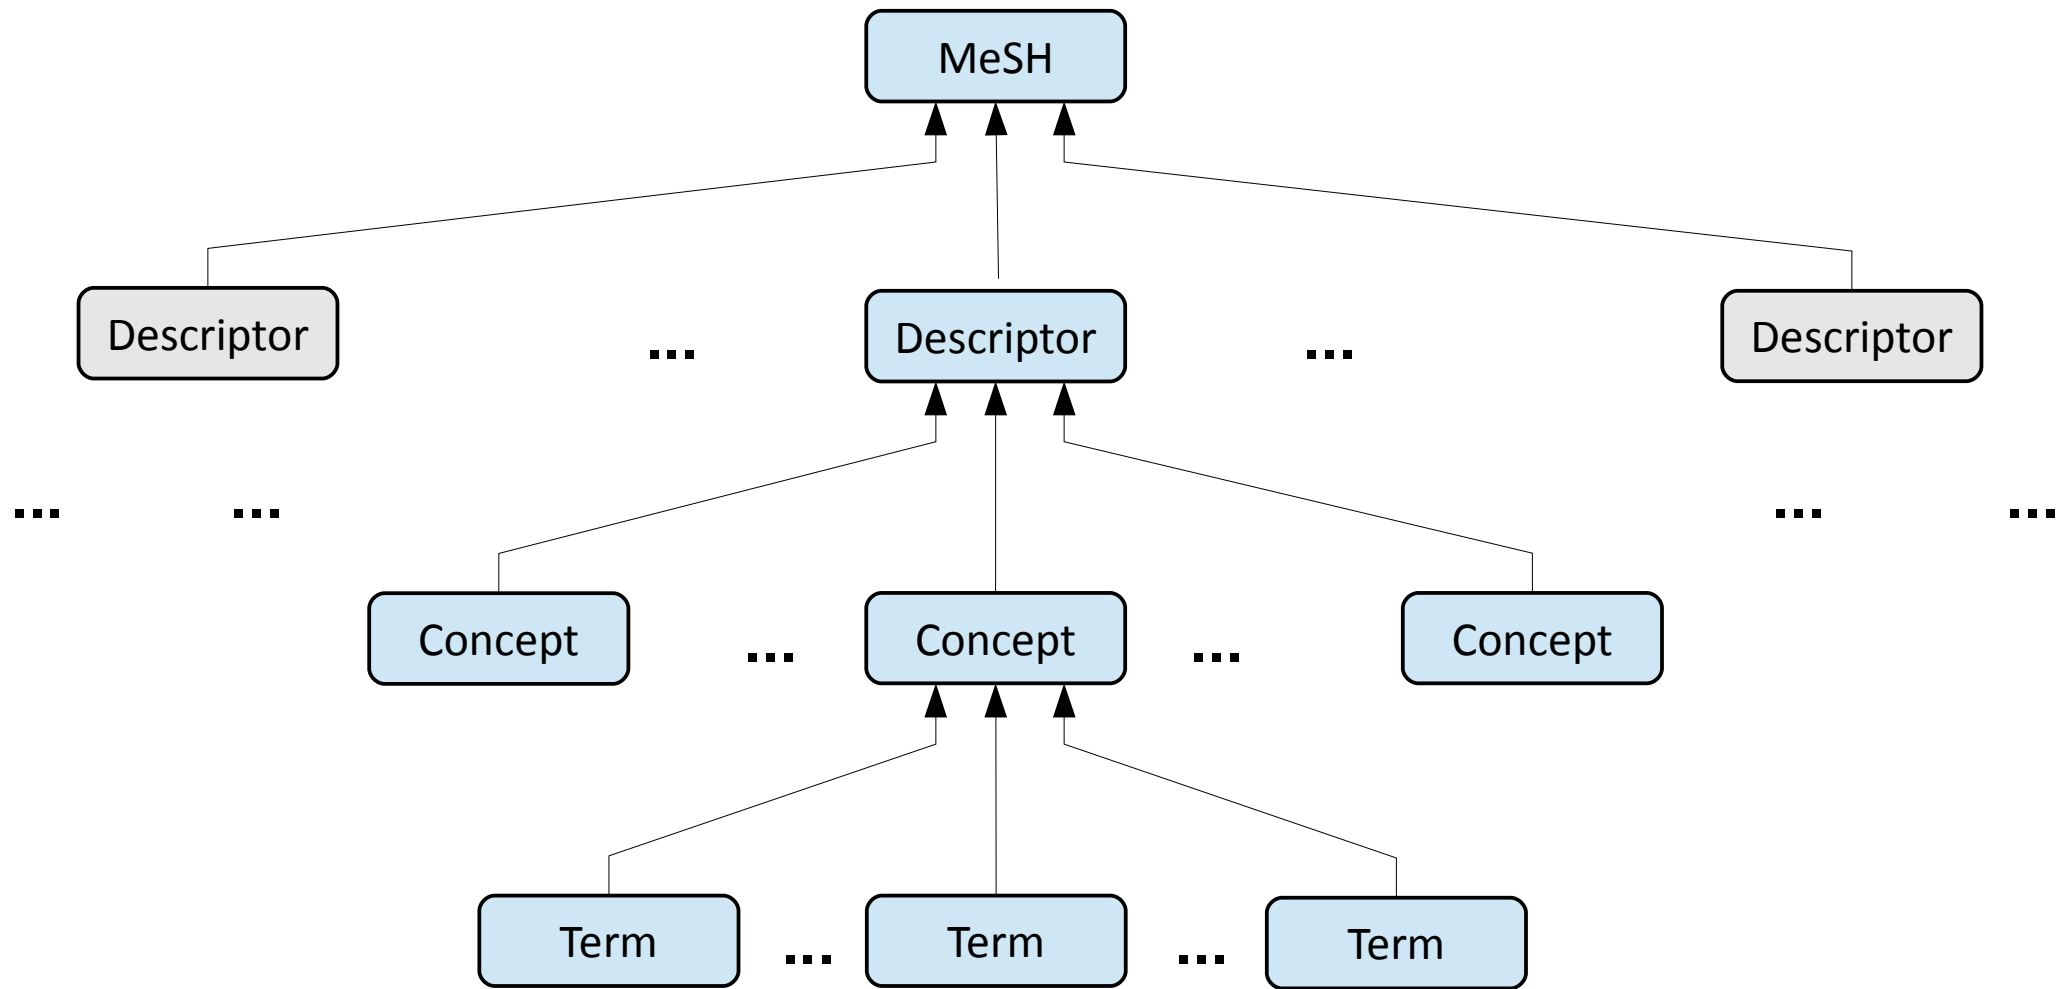 MeSH
Descriptor
... Descriptor ...
Descriptor
... ... ... ...
Concept ... Concept ... Concept
Term ... Term ... Term